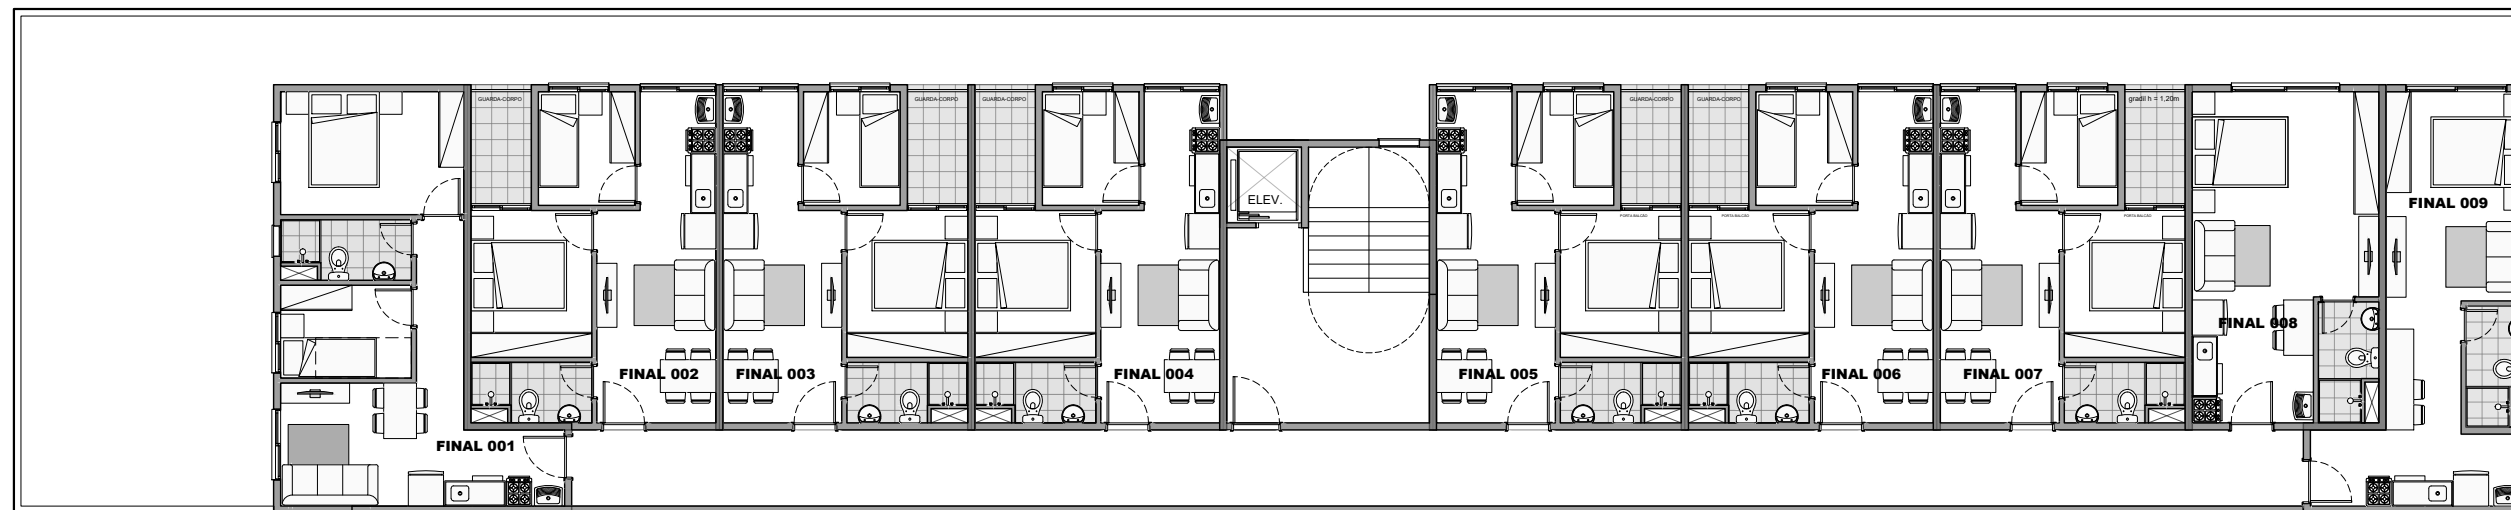 GUARDA-CORPO
GUARDA-CORPO
GUARDA-CORPO
GUARDA-CORPO
GUARDA-CORPO
gradil h = 1,20m
ELEV.
FINAL 009
PORTA BALCÃO
PORTA BALCÃO
PORTA BALCÃO
FINAL 008
FINAL 002
FINAL 003
FINAL 004
FINAL 005
FINAL 006
FINAL 007
FINAL 001